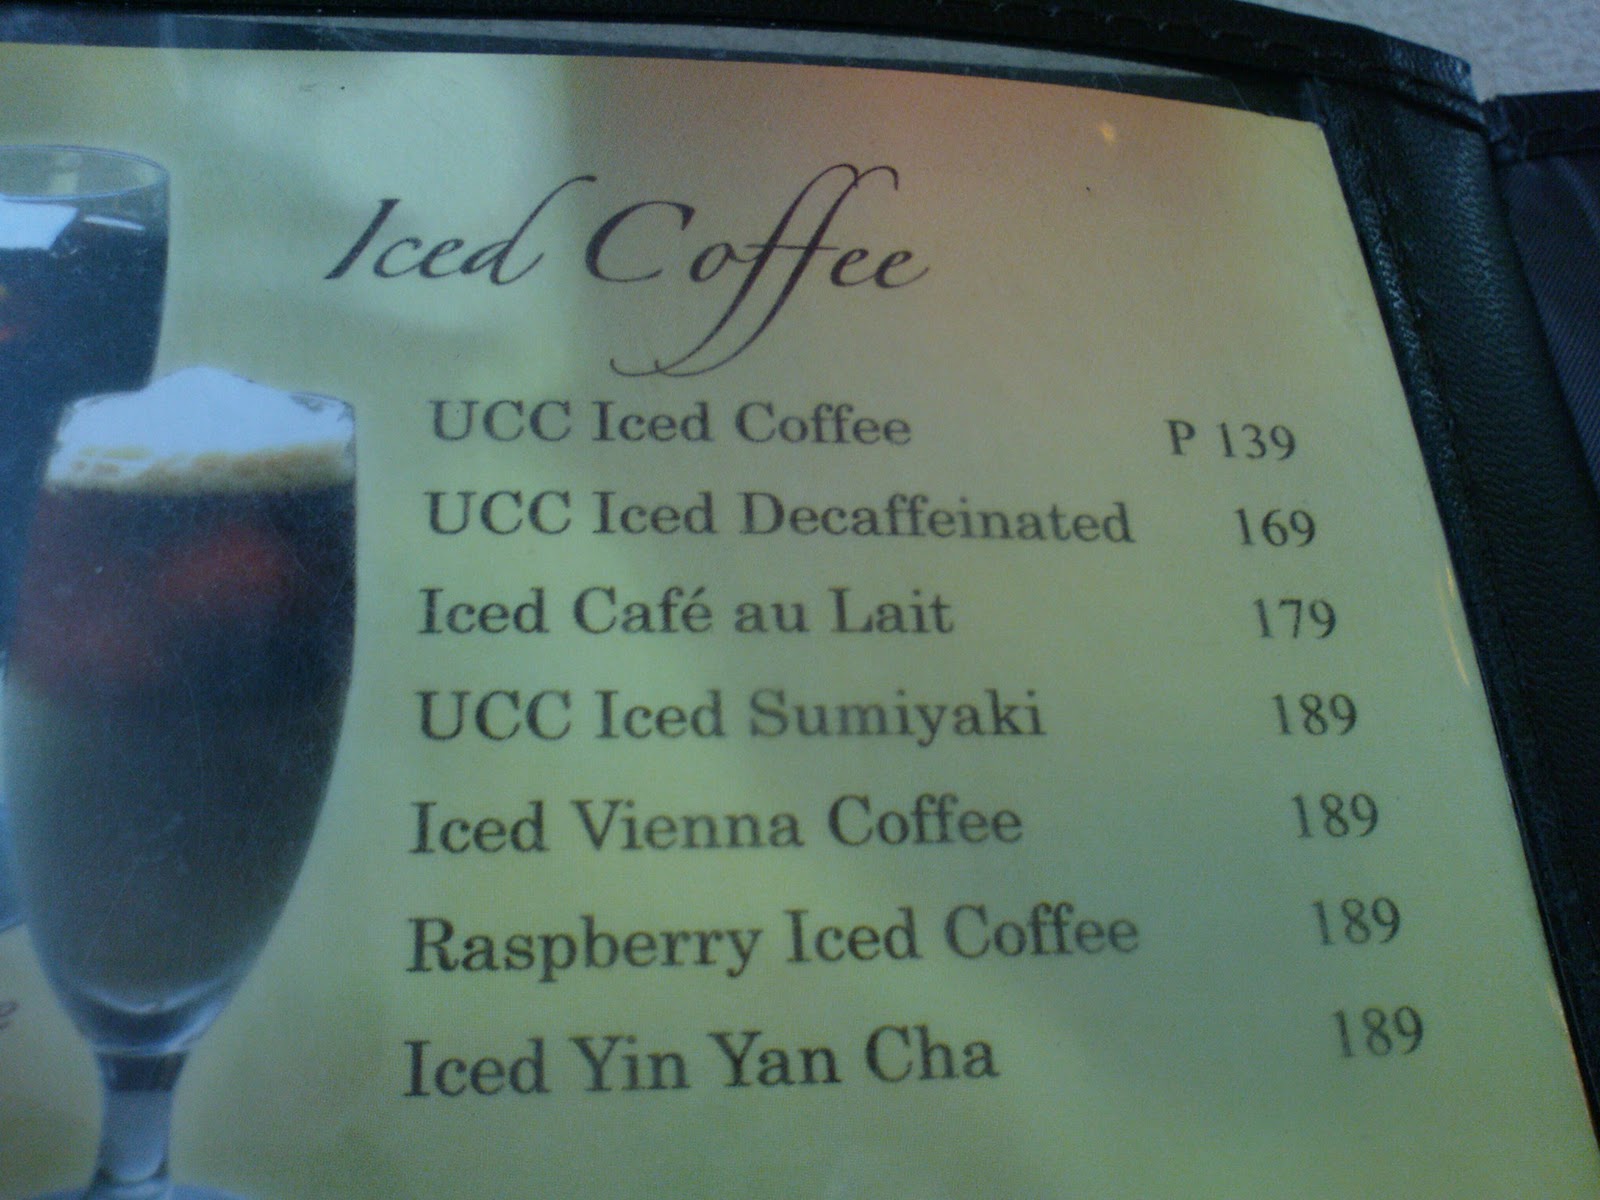 Iced Coffee
UCC Iced Coffee P 139
UCC Iced Decaffeinated 169
Iced Café au Lait 179
UCC Iced Sumiyaki 189
Iced Vienna Coffee 189
Raspberry Iced Coffee 189
Iced Yin Yan Cha 189